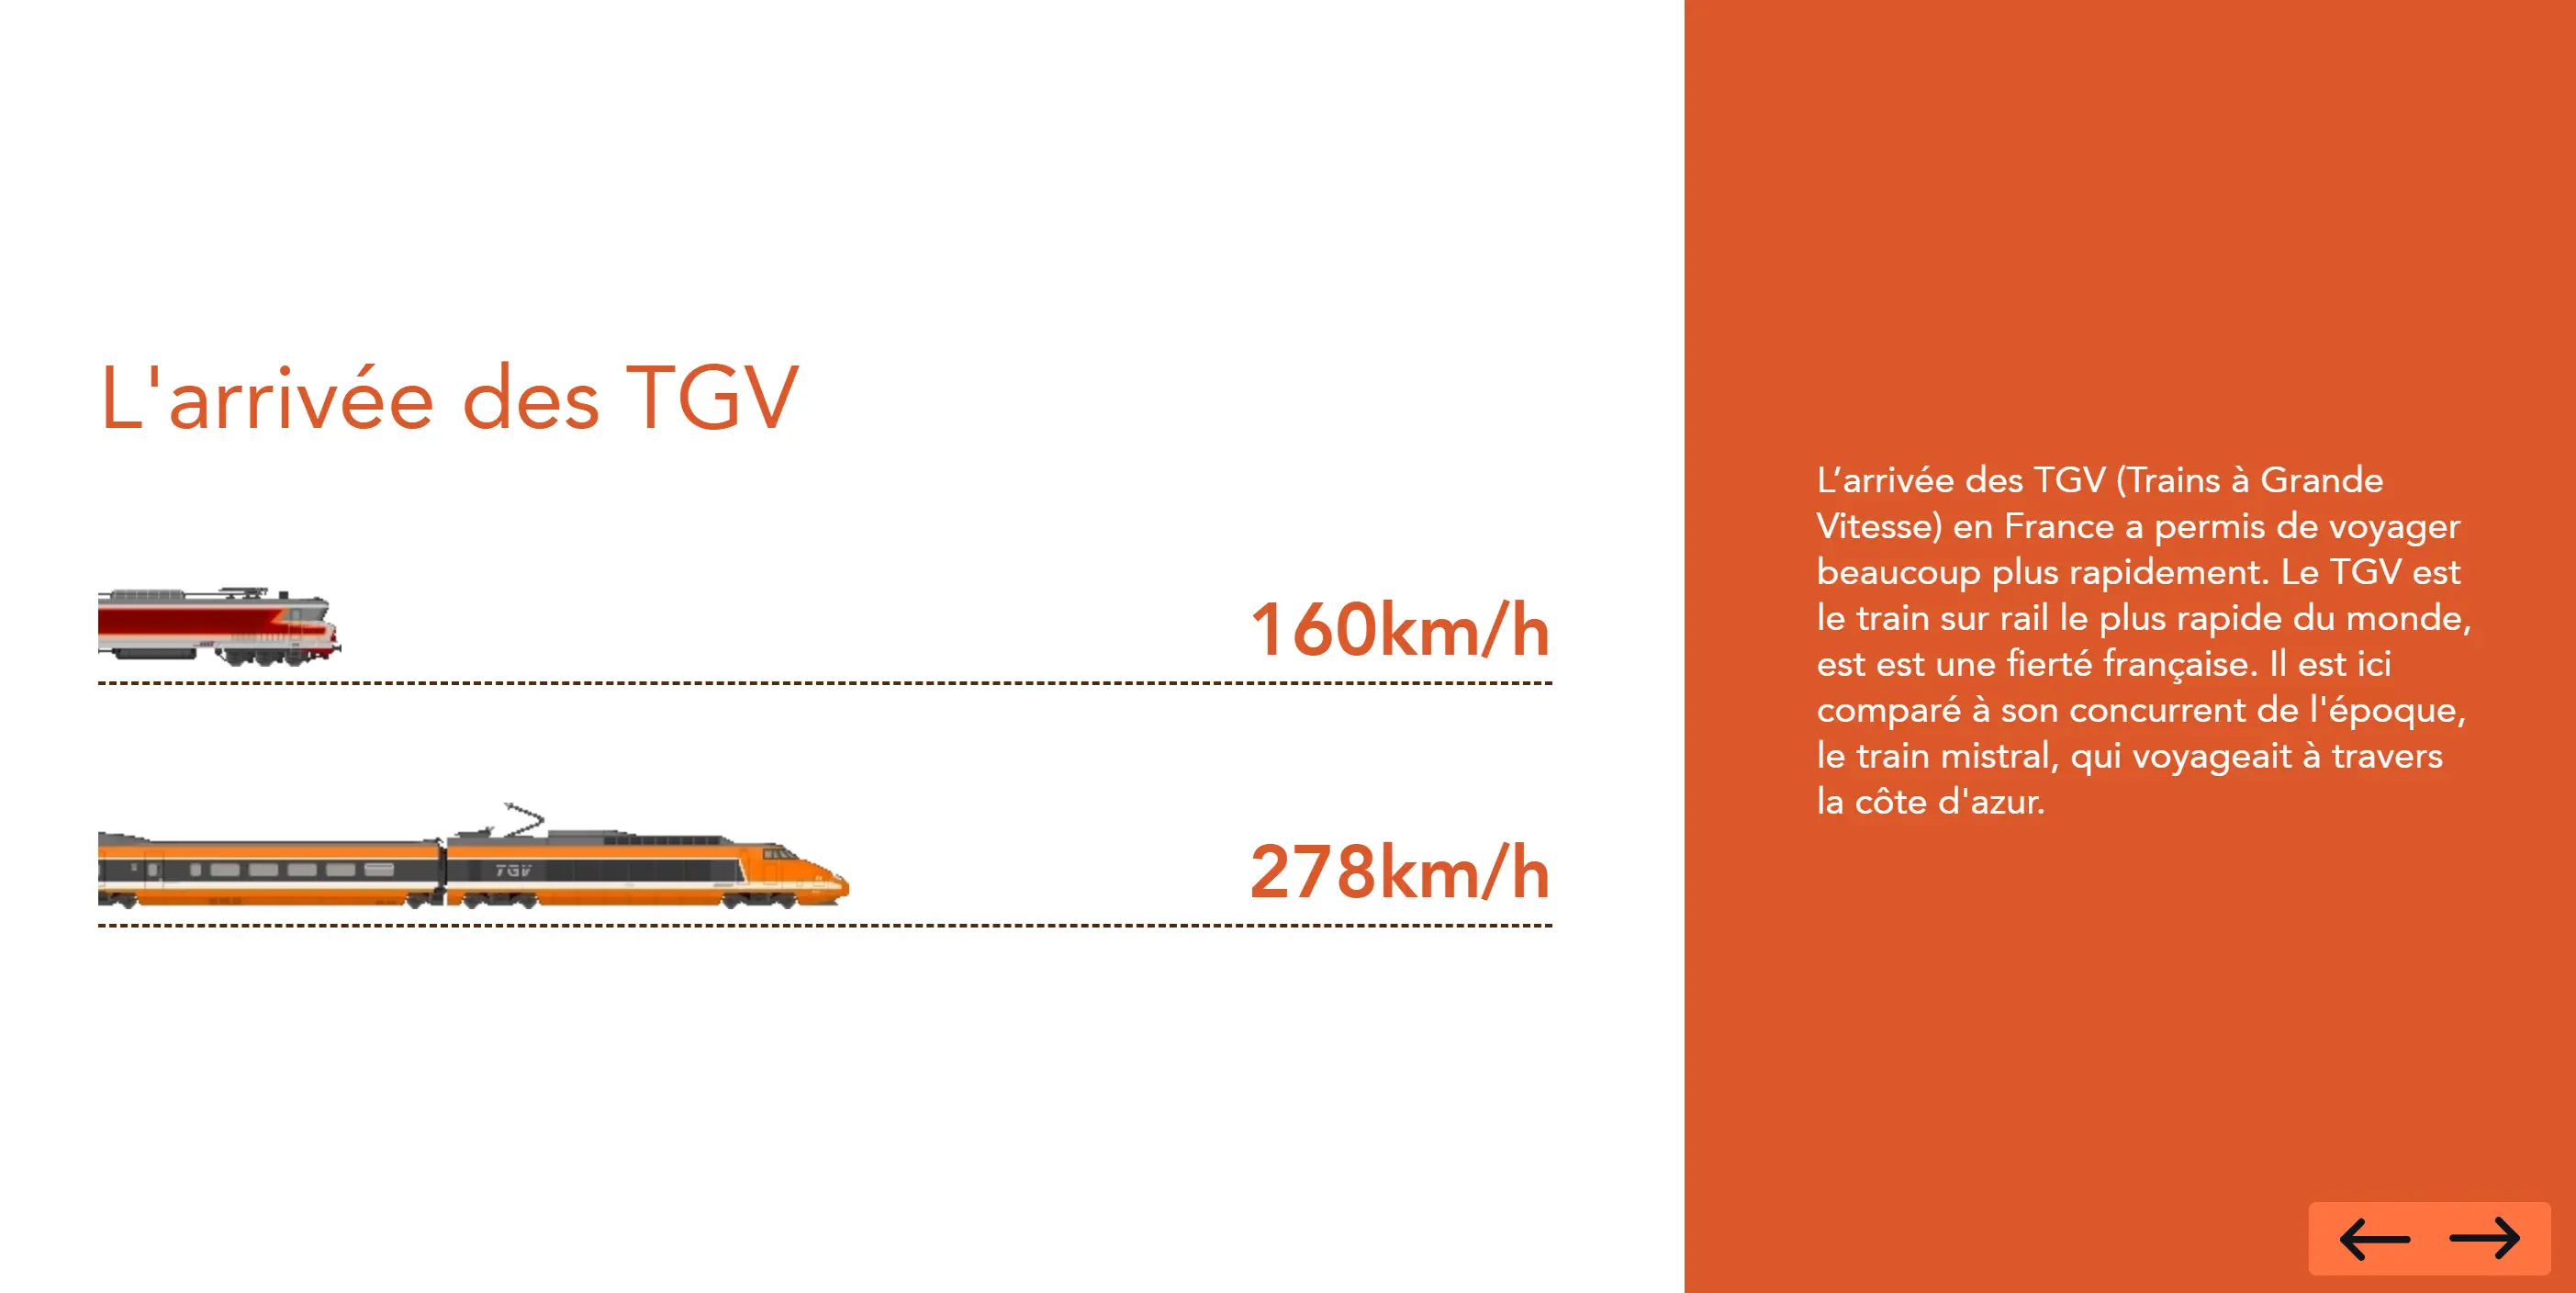 L'arrivée des TGV
160km/h
TGV
278km/h
L’arrivée des TGV (Trains à Grande
Vitesse) en France a permis de voyager
beaucoup plus rapidement. Le TGV est
le train sur rail le plus rapide du monde,
est est une fierté française. Il est ici
comparé à son concurrent de l'époque,
le train mistral, qui voyageait à travers
la côte d'azur.